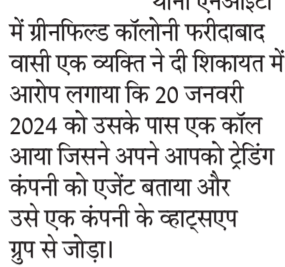 थाना एनआईटी
में ग्रीनफिल्ड कॉलोनी फरीदाबाद
वासी एक व्यक्ति ने दी शिकायत में
आरोप लगाया कि 20 जनवरी
2024 को उसके पास एक कॉल
आया जिसने अपने आपको ट्रेडिंग
कंपनी को एजेंट बताया और
उसे एक कंपनी के व्हाट्सएप
ग्रुप से जोड़ा।